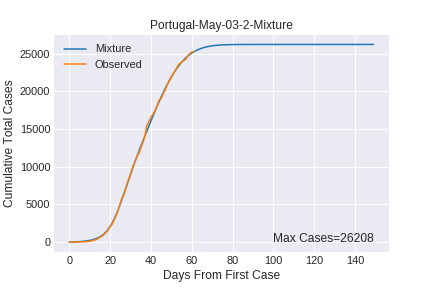 Portugal-May-03-2-Mixture
Cumulative Total Cases
25000
20000
15000
10000
5000
0
Mixture
Observed
Max Cases=26208
0 20 40 60 80 100 120 140
Days From First Case